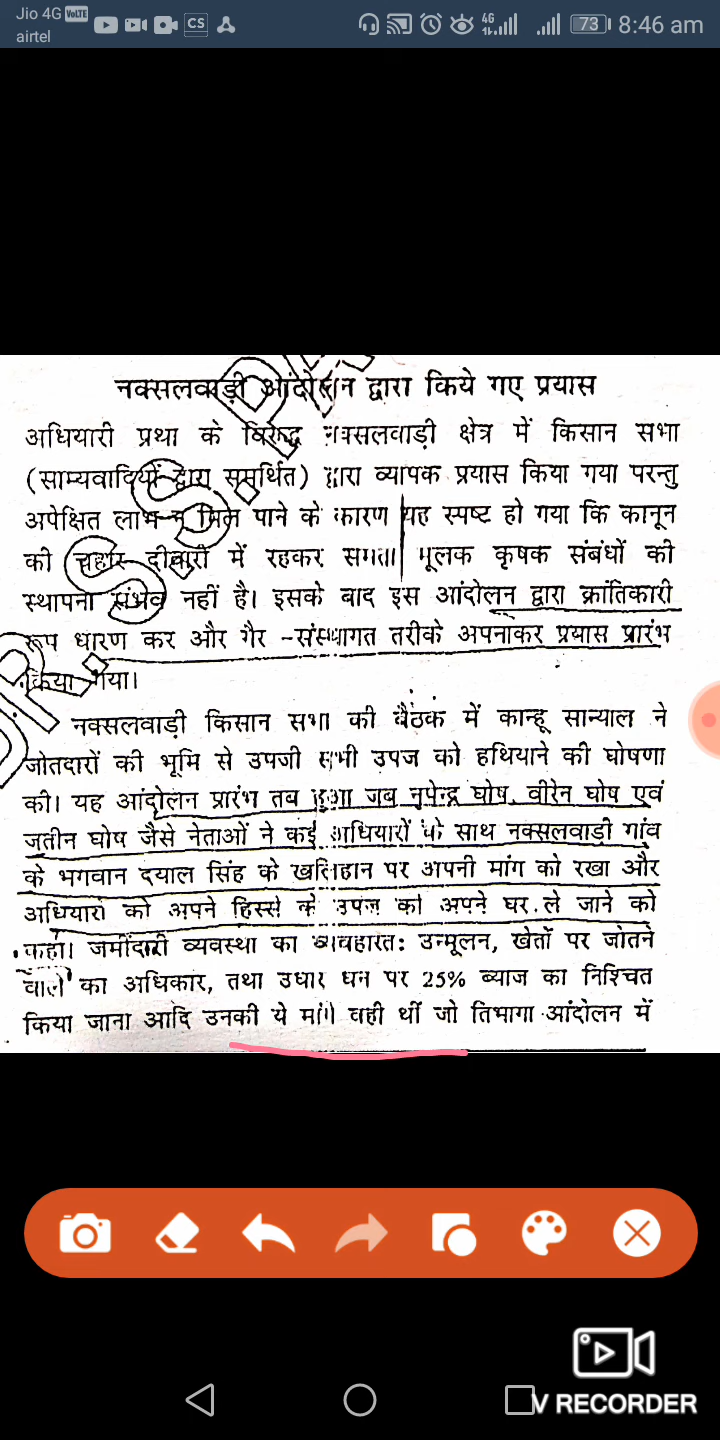 Jio 4G VoLTE
airtel
CS
4G
73
8:46 am
नक्सलवाड़ी आंदोलन द्वारा किये गए प्रयास
अधियारी प्रथा के विरुद्ध नक्सलवाड़ी क्षेत्र में किसान सभा
(साम्यवादियों द्वारा समर्थित) द्वारा व्यापक प्रयास किया गया परन्तु
अपेक्षित लाभ न मिल पाने के कारण यह स्पष्ट हो गया कि कानून
की चहार दीवारी में रहकर समता मूलक कृषक संबंधों की
स्थापना संभव नहीं है। इसके बाद इस आंदोलन द्वारा क्रांतिकारी
रूप धारण कर और गैर -संस्थागत तरीके अपनाकर प्रयास प्रारंभ
किया गया।
नक्सलवाड़ी किसान सभा की बैठक में कान्हू सान्याल ने
जोतदारों की भूमि से उपजी सभी उपज को हथियाने की घोषणा
की। यह आंदोलन प्रारंभ तब हुआ जब नृपेन्द्र घोष, वीरेन घोष एवं
जतीन घोष जैसे नेताओं ने कई अधियारों के साथ नक्सलवाड़ी गांव
के भगवान दयाल सिंह के खलिहान पर अपनी मांग को रखा और
अधियारों को अपने हिस्से के उपज को अपने घर ले जाने को
कहा। जमींदारी व्यवस्था का व्यवहारत: उन्मूलन, खेतों पर जोतने
वाले का अधिकार, तथा उधार धन पर 25% ब्याज का निश्चित
किया जाना आदि उनकी ये मांगे वही थीं जो तिभागा आंदोलन में
V RECORDER